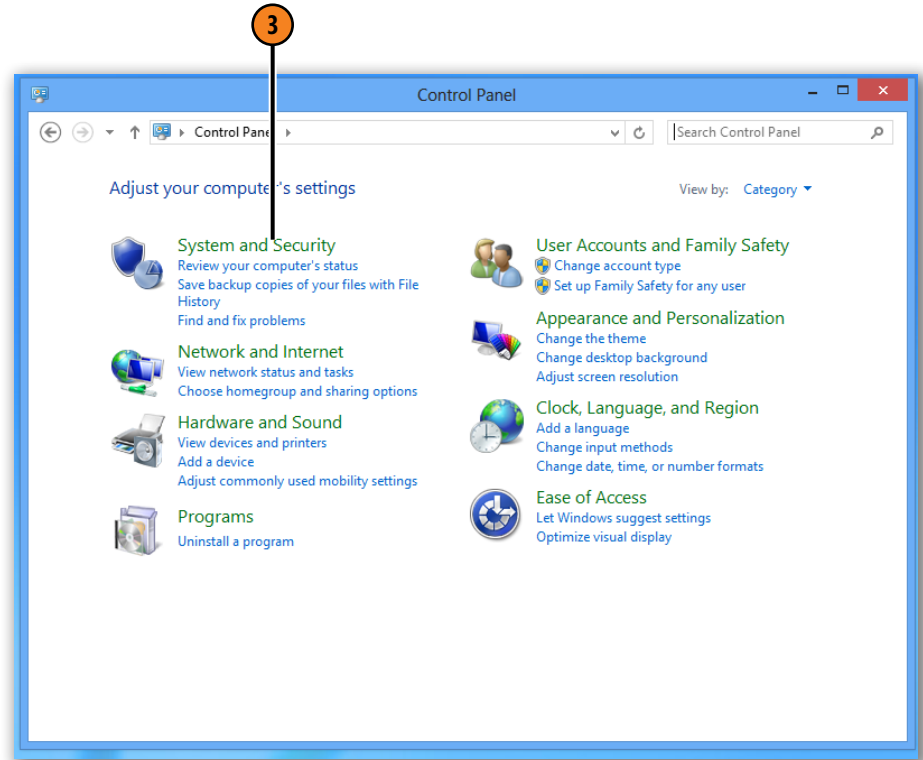 3
Control Panel
Control Panel
Search Control Panel
Adjust your computer's settings
View by: Category
System and Security
Review your computer's status
Save backup copies of your files with File
History
Find and fix problems
Network and Internet
View network status and tasks
Choose homegroup and sharing options
Hardware and Sound
View devices and printers
Add a device
Adjust commonly used mobility settings
Programs
Uninstall a program
User Accounts and Family Safety
Change account type
Set up Family Safety for any user
Appearance and Personalization
Change the theme
Change desktop background
Adjust screen resolution
Clock, Language, and Region
Add a language
Change input methods
Change date, time, or number formats
Ease of Access
Let Windows suggest settings
Optimize visual display